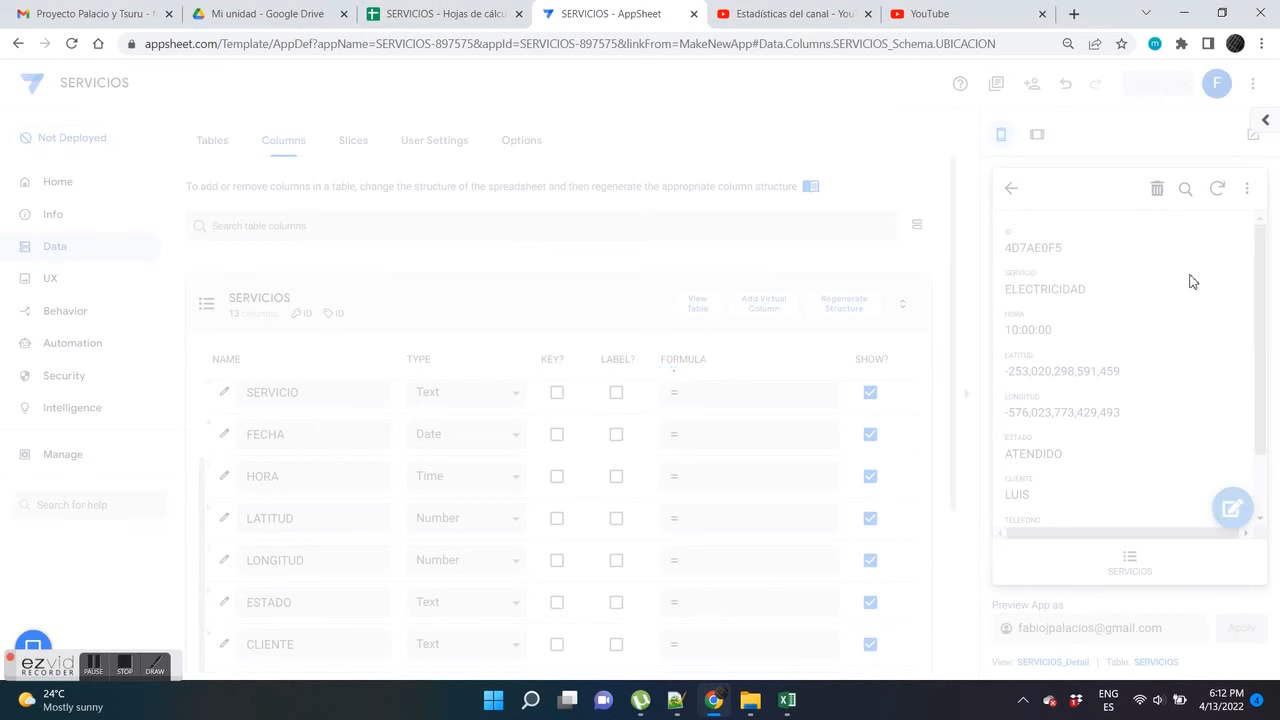 Palacios y Tsuru - 
SERVICIOS - Hojas de cálcu
Estadísticas del canal - You
YouTube
appsheet.com/Template/AppDef?appName=SERVICIOS-897575&appId=SERVICIOS-897575&linkFrom=MakeNewApp#Data.Columns.SERVICIOS_Schema.UBICACION
m
SERVICIOS
F
Not Deployed
Tables Columns Slices User Settings Options
To add or remove columns in a table, change the structure of the spreadsheet and then regenerate the appropriate column structure
Home
Info
Data
UX
Behavior
Automation
Security
Intelligence
Manage
Search for help
Search table columns
SERVICIOS
13 columns. ID ID
View Table
Add Virtual Column
Regenerate Structure
NAME TYPE KEY? LABEL? FORMULA SHOW?
SERVICIO Text =
FECHA Date =
HORA Time =
LATITUD Number =
LONGITUD Number =
ESTADO Text =
CLIENTE Text =
ID
4D7AE0F5
SERVICIO
ELECTRICIDAD
HORA
10:00:00
LATITUD
-253,020,298,591,459
LONGITUD
-576,023,773,429,493
ESTADO
ATENDIDO
CLIENTE
LUIS
TELEFONO
SERVICIOS
Preview App as
fabiojpalacios@gmail.com Apply
View: SERVICIOS_Detail | Table: SERVICIOS
ezvid
RECORDER
PAUSE STOP DRAW
24°C
Mostly sunny
ENG
ES
6:12 PM
4/13/2022
4